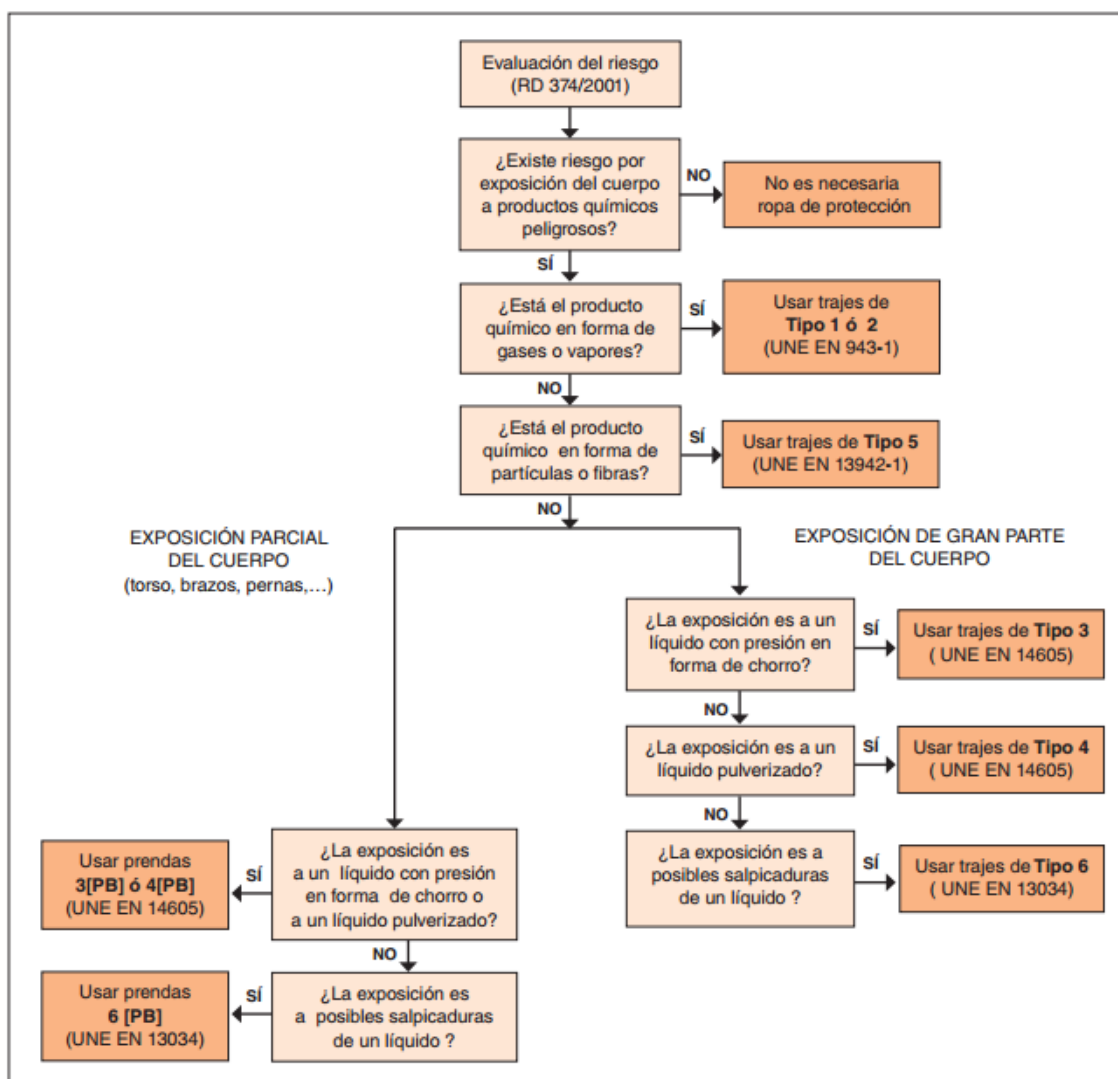 Evaluación del riesgo
(RD 374/2001)
¿Existe riesgo por
exposición del cuerpo
a productos químicos
peligrosos?
NO
No es necesaria
ropa de protección
SÍ
¿Está el producto
químico en forma de
gases o vapores?
SÍ
Usar trajes de
Tipo 1 ó 2
(UNE EN 943-1)
NO
¿Está el producto
químico en forma de
partículas o fibras?
SÍ
Usar trajes de Tipo 5
(UNE EN 13942-1)
NO
EXPOSICIÓN PARCIAL
DEL CUERPO
(torso, brazos, pernas,…)
EXPOSICIÓN DE GRAN PARTE
DEL CUERPO
¿La exposición es a un
líquido con presión en
forma de chorro?
SÍ
Usar trajes de Tipo 3
( UNE EN 14605)
NO
¿La exposición es a un
líquido pulverizado?
SÍ
Usar trajes de Tipo 4
( UNE EN 14605)
NO
¿La exposición es a
posibles salpicaduras
de un líquido ?
SÍ
Usar trajes de Tipo 6
( UNE EN 13034)
¿La exposición es
a un líquido con presión
en forma de chorro o
a un líquido pulverizado?
SÍ
Usar prendas
3[PB] ó 4[PB]
(UNE EN 14605)
NO
¿La exposición es
a posibles salpicaduras
de un líquido ?
SÍ
Usar prendas
6 [PB]
(UNE EN 13034)